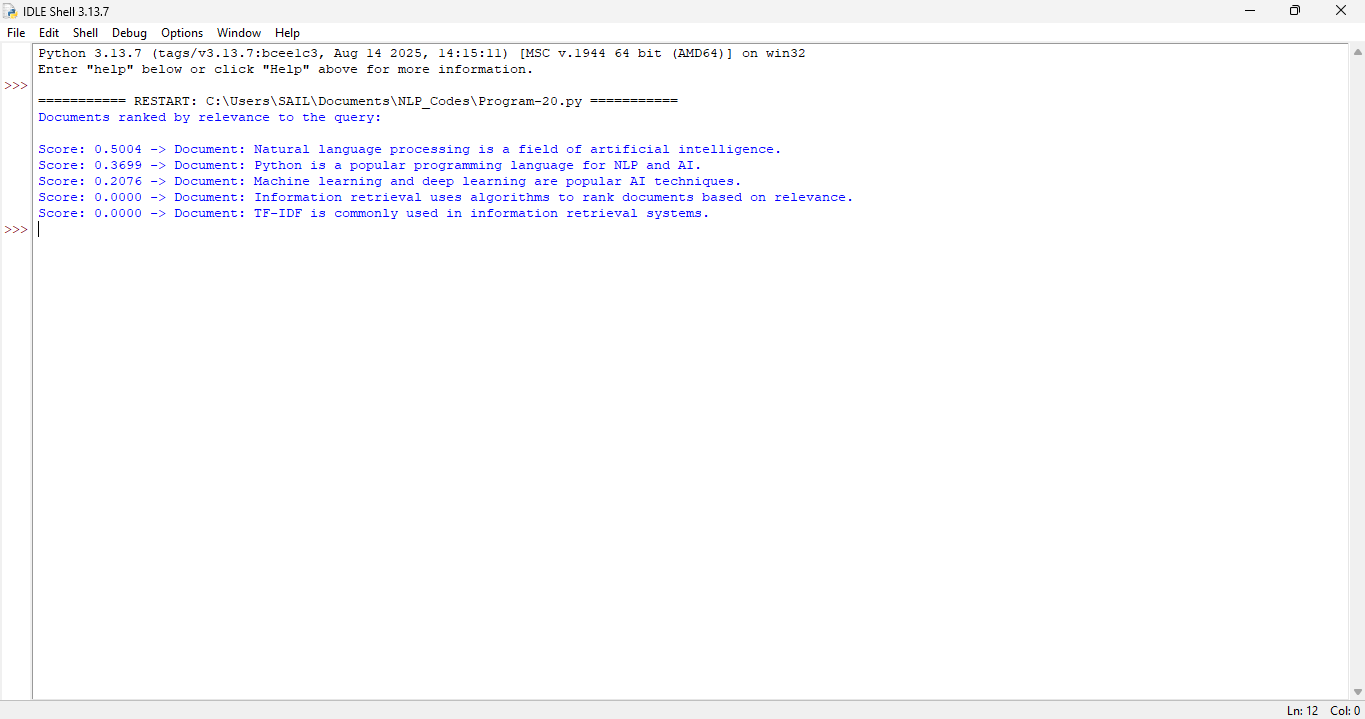 IDLE Shell 3.13.7
File Edit Shell Debug Options Window Help
Python 3.13.7 (tags/v3.13.7:bceelc3, Aug 14 2025, 14:15:11) [MSC v.1944 64 bit (AMD64)] on win32
Enter "help" below or click "Help" above for more information.
>>>
=========== RESTART: C:\Users\SAIL\Documents\NLP_Codes\Program-20.py ===========
Documents ranked by relevance to the query:
Score: 0.5004 -> Document: Natural language processing is a field of artificial intelligence.
Score: 0.3699 -> Document: Python is a popular programming language for NLP and AI.
Score: 0.2076 -> Document: Machine learning and deep learning are popular AI techniques.
Score: 0.0000 -> Document: Information retrieval uses algorithms to rank documents based on relevance.
Score: 0.0000 -> Document: TF-IDF is commonly used in information retrieval systems.
>>>
Ln: 12 Col: 0